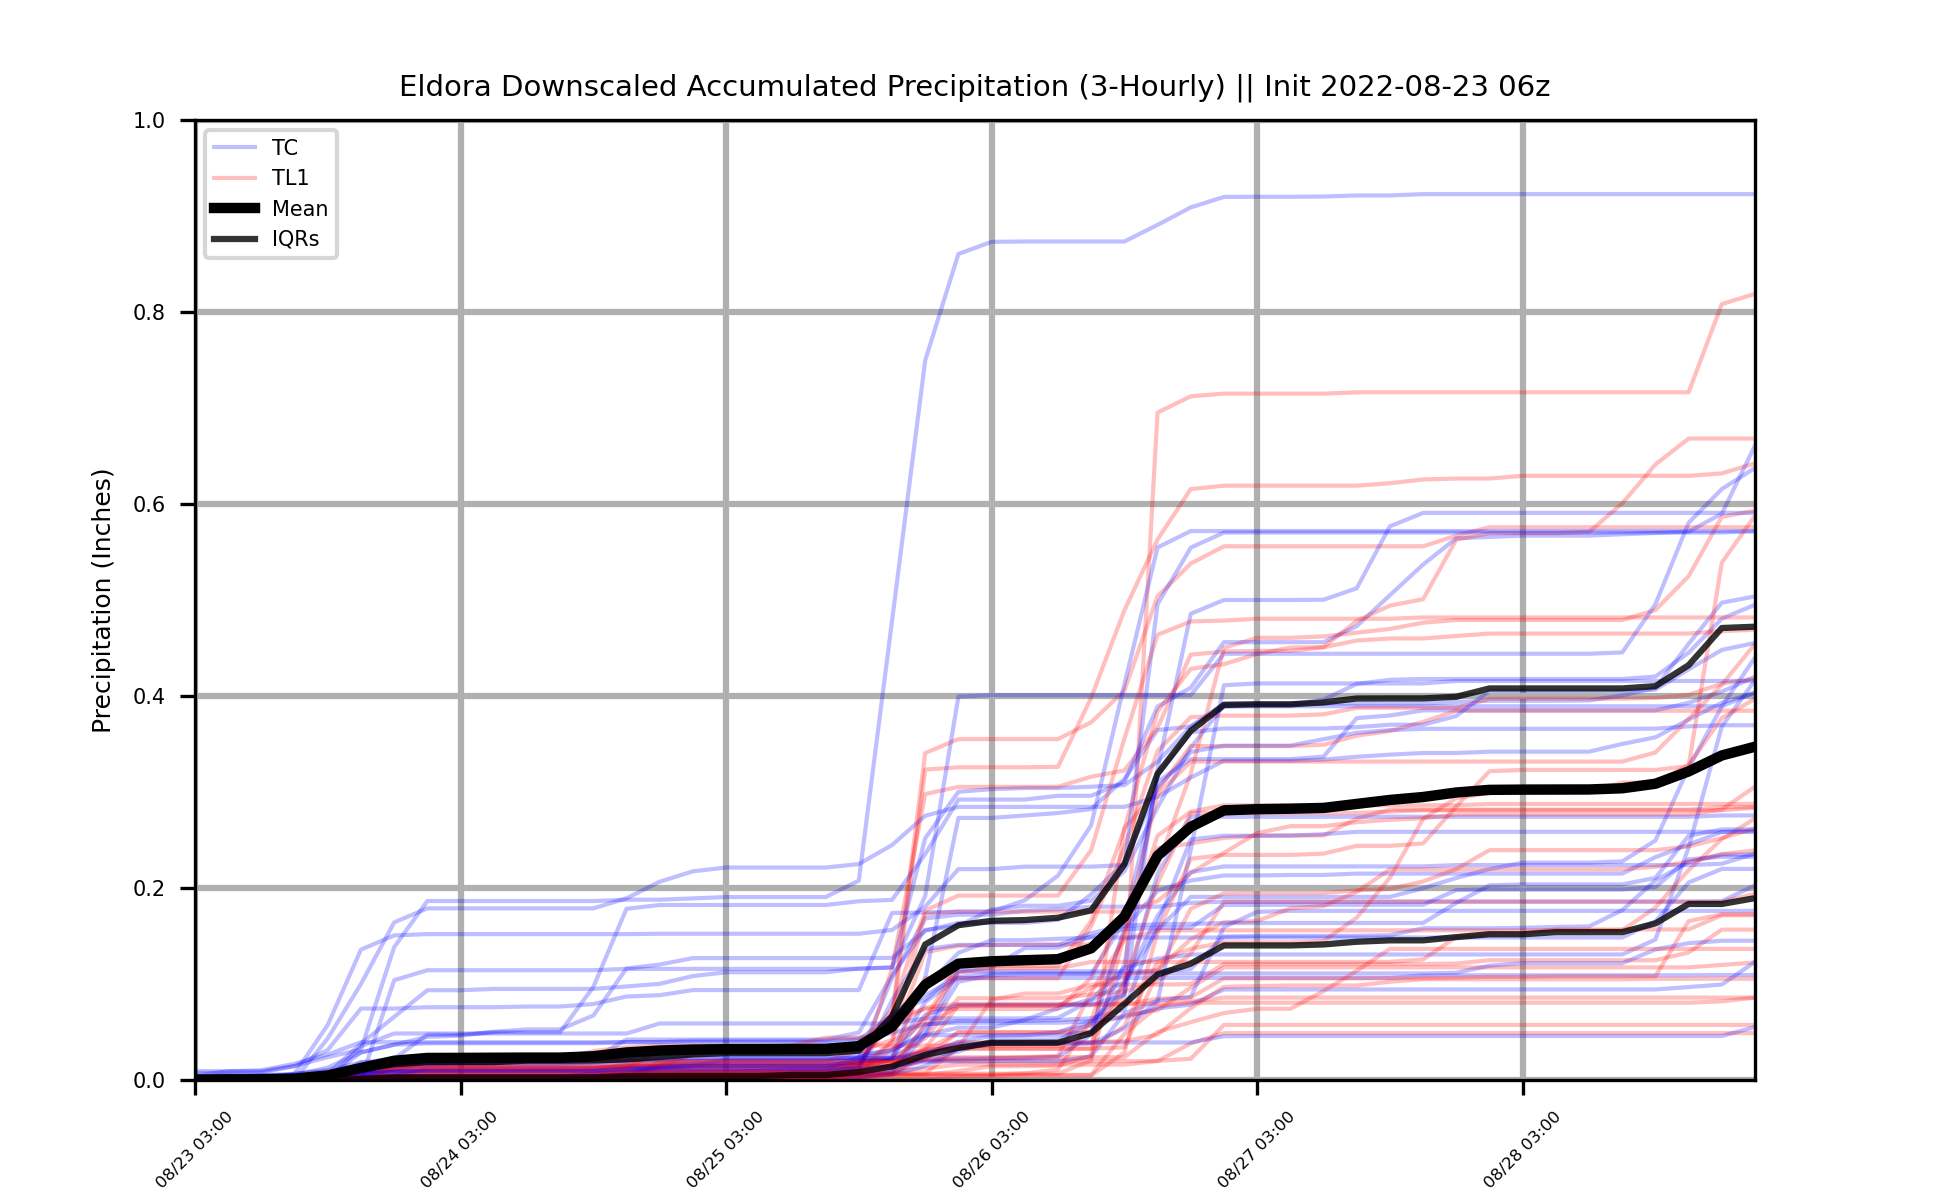 Eldora Downscaled Accumulated Precipitation (3-Hourly) || Init 2022-08-23 06z
1.0
0.8
0.6
0.4
0.2
0.0
Precipitation (Inches)
TC
TL1
Mean
IQRs
08/23 03:00
08/24 03:00
08/25 03:00
08/26 03:00
08/27 03:00
08/28 03:00